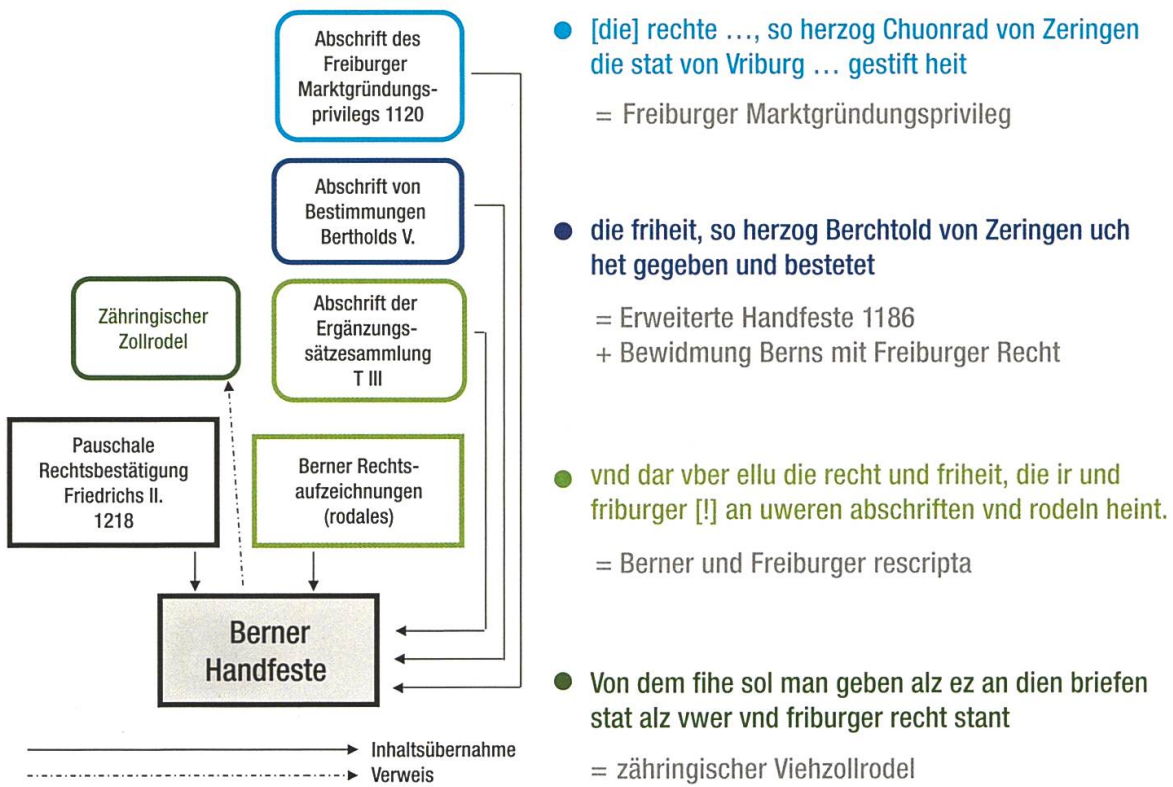 Abschrift des
Freiburger
Marktgründungs-
privilegs 1120
Abschrift von
Bestimmungen
Bertholds V.
Zähringischer
Zollrodel
Abschrift der
Ergänzungs-
sätzesammlung
T III
Pauschale
Rechtsbestätigung
Friedrichs II.
1218
Berner Rechts-
aufzeichnungen
(rodales)
Berner
Handfeste
Inhaltsübernahme
Verweis
[die] rechte …, so herzog Chuonrad von Zeringen
die stat von Vriburg … gestift heit
= Freiburger Marktgründungsprivileg
die friheit, so herzog Berchtold von Zeringen uch
het gegeben und bestetet
= Erweiterte Handfeste 1186
+ Bewidmung Berns mit Freiburger Recht
vnd dar vber ellu die recht und friheit, die ir und
friburger [!] an uweren abschriften vnd rodeln heint.
= Berner und Freiburger rescripta
Von dem fihe sol man geben alz ez an dien briefen
stat alz vwer vnd friburger recht stant
= zähringischer Viehzollrodel